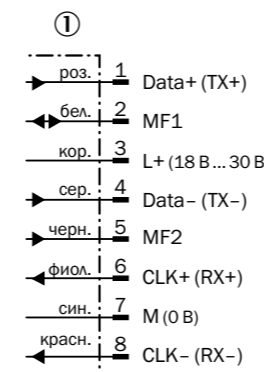 ①
роз. 1 Data+ (TX+)
бел. 2 MF1
кор. 3 L+ (18 В ... 30 В
сер. 4 Data– (TX–)
черн. 5 MF2
фиол. 6 CLK+ (RX+)
син. 7 M (0 В)
красн. 8 CLK– (RX–)